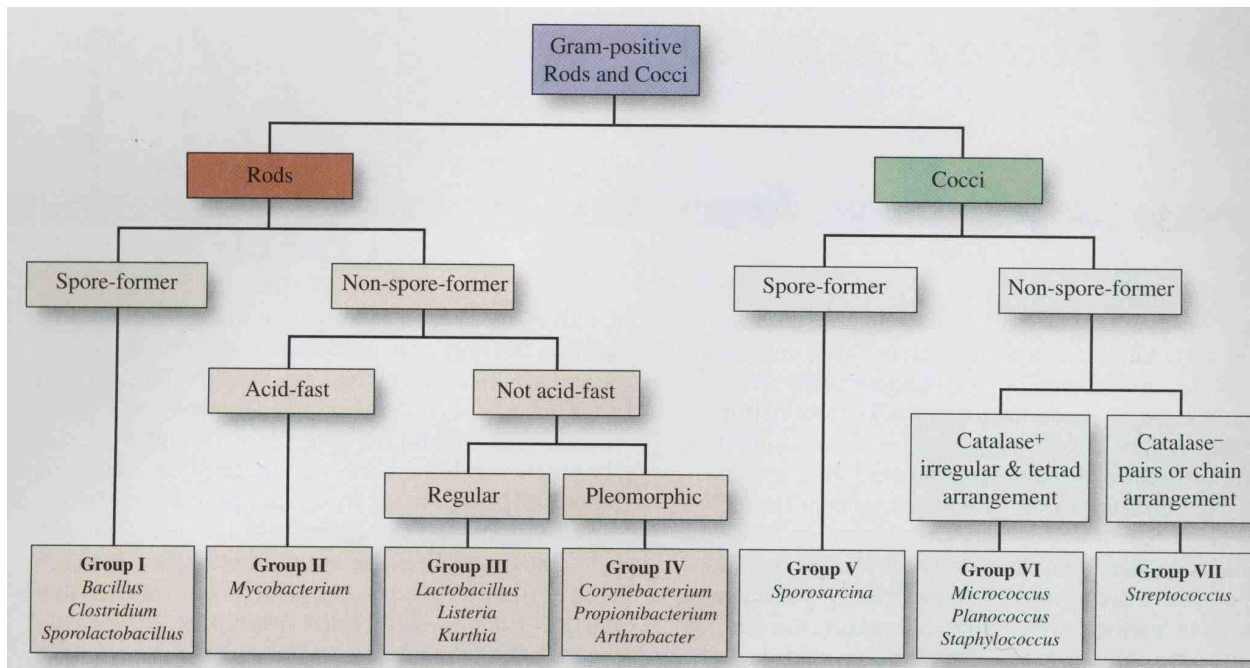 Gram-positive
Rods and Cocci
Rods
Cocci
Spore-former
Non-spore-former
Spore-former
Non-spore-former
Acid-fast
Not acid-fast
Catalase⁺
irregular & tetrad
arrangement
Catalase⁻
pairs or chain
arrangement
Regular
Pleomorphic
Group I
Bacillus
Clostridium
Sporolactobacillus
Group II
Mycobacterium
Group III
Lactobacillus
Listeria
Kurthia
Group IV
Corynebacterium
Propionibacterium
Arthrobacter
Group V
Sporosarcina
Group VI
Micrococcus
Planococcus
Staphylococcus
Group VII
Streptococcus